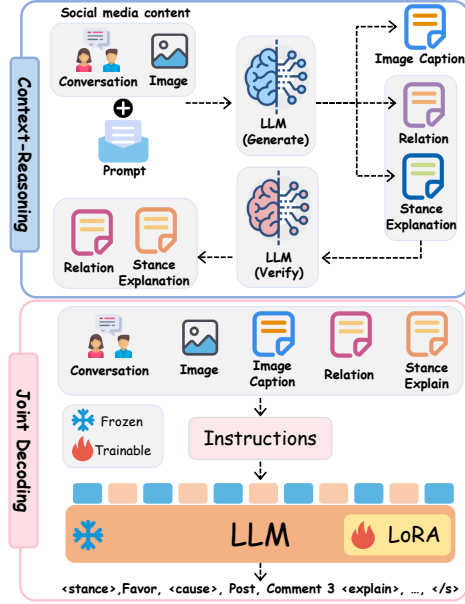 Context-Reasoning
Social media content
Conversation
Image
Prompt
LLM
(Generate)
Image Caption
Relation
Stance
Explanation
LLM
(Verify)
Relation
Stance
Explanation
Joint Decoding
Conversation
Image
Image
Caption
Relation
Stance
Explain
Frozen
Trainable
Instructions
LLM
LoRA
<stance>,Favor, <cause>, Post, Comment 3 <explain>, …, </s>